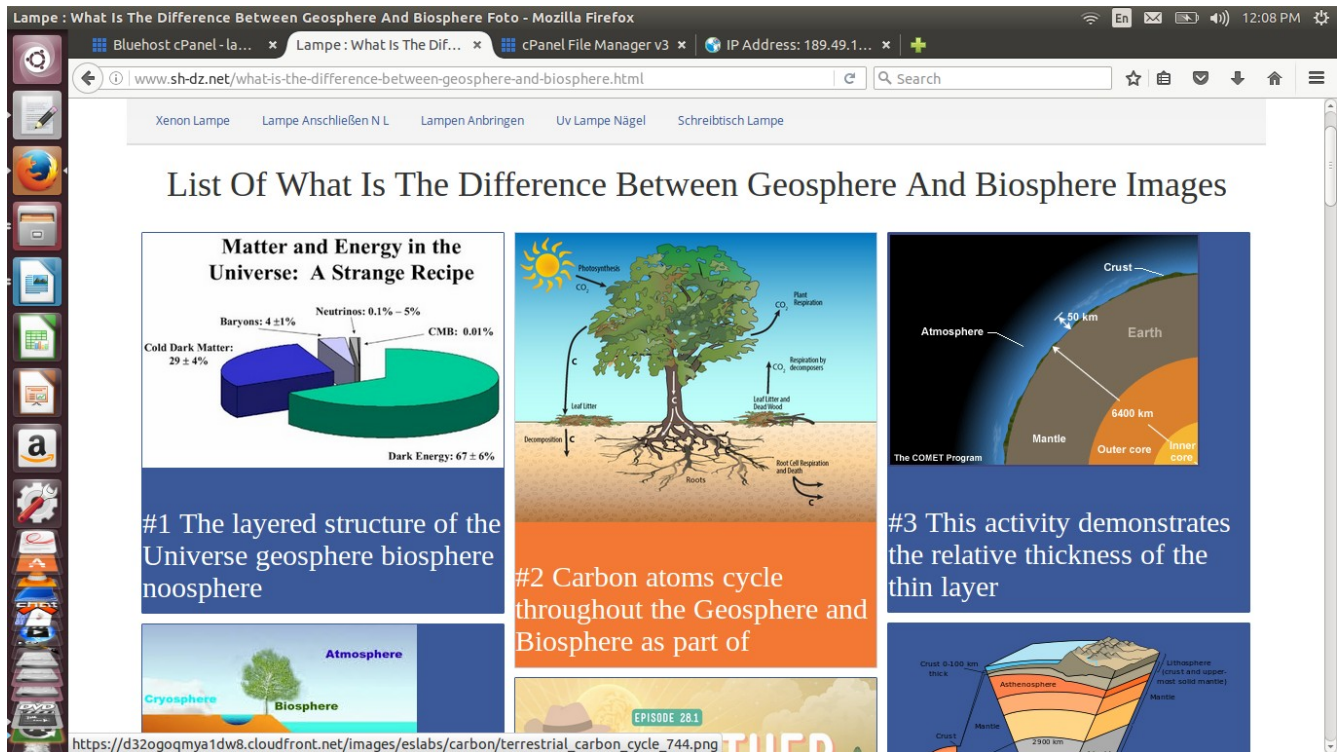 Lampe : What Is The Difference Between Geosphere And Biosphere Foto - Mozilla Firefox
En
12:08 PM
Bluehost cPanel - la...
Lampe : What Is The Dif...
cPanel File Manager v3
IP Address: 189.49.1...
www.sh-dz.net/what-is-the-difference-between-geosphere-and-biosphere.html
Search
Xenon Lampe
Lampe Anschließen N L
Lampen Anbringen
Uv Lampe Nägel
Schreibtisch Lampe
List Of What Is The Difference Between Geosphere And Biosphere Images
Matter and Energy in the
Universe: A Strange Recipe
Neutrinos: 0.1% – 5%
Baryons: 4 ±1%
CMB: 0.01%
Cold Dark Matter:
29 ± 4%
Dark Energy: 67 ± 6%
#1 The layered structure of the
Universe geosphere biosphere
noosphere
Photosynthesis
CO2
Plant
Respiration
CO2
C
Respiration by
decomposers
CO2
C
Leaf Litter
Leaf Litter and
Dead Wood
Decomposition
C
Roots
Root Cell Respiration
and Death
C
#2 Carbon atoms cycle
throughout the Geosphere and
Biosphere as part of
Crust
50 km
Atmosphere
Earth
6400 km
Mantle
Outer core
Inner
core
The COMET Program
#3 This activity demonstrates
the relative thickness of the
thin layer
Atmosphere
Cryosphere
Biosphere
EPISODE 28.1
Crust 0-100 km
thick
Asthenosphere
Lithosphere
(crust and upper-
most solid mantle)
Mantle
Mantle
Crust
2900 km
a
DVD
https://d32ogoqmya1dw8.cloudfront.net/images/eslabs/carbon/terrestrial_carbon_cycle_744.png